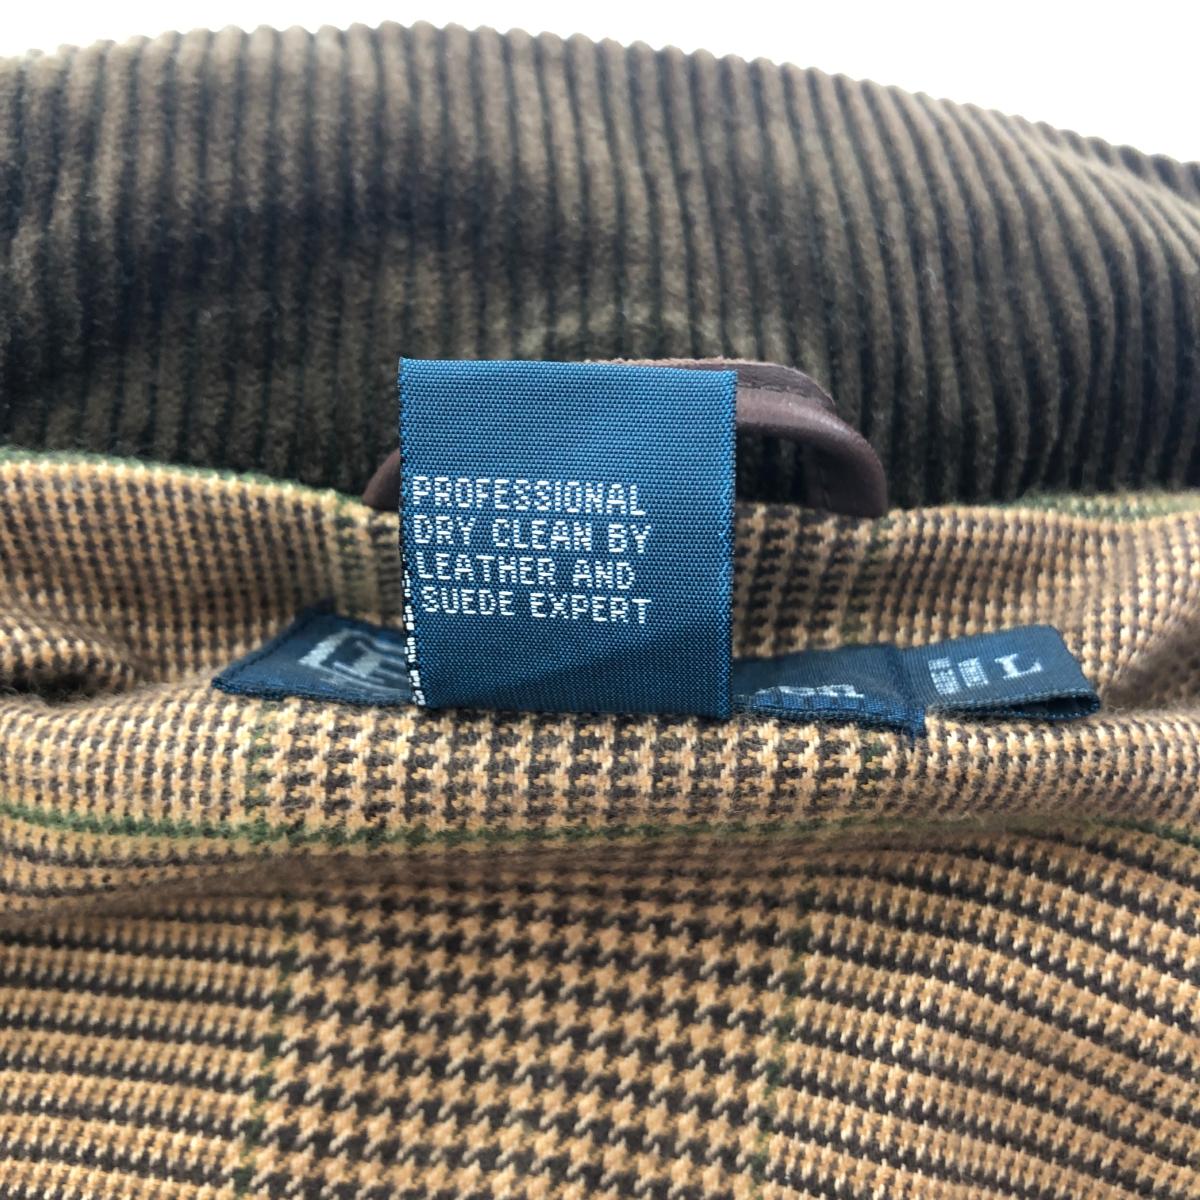 PROFESSIONAL
DRY CLEAN BY
LEATHER AND
SUEDE EXPERT
L